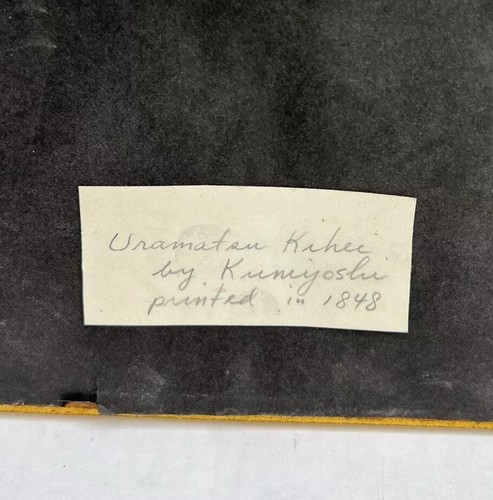 Uramatsu Kihei
by Kuniyoshi
printed in 1848